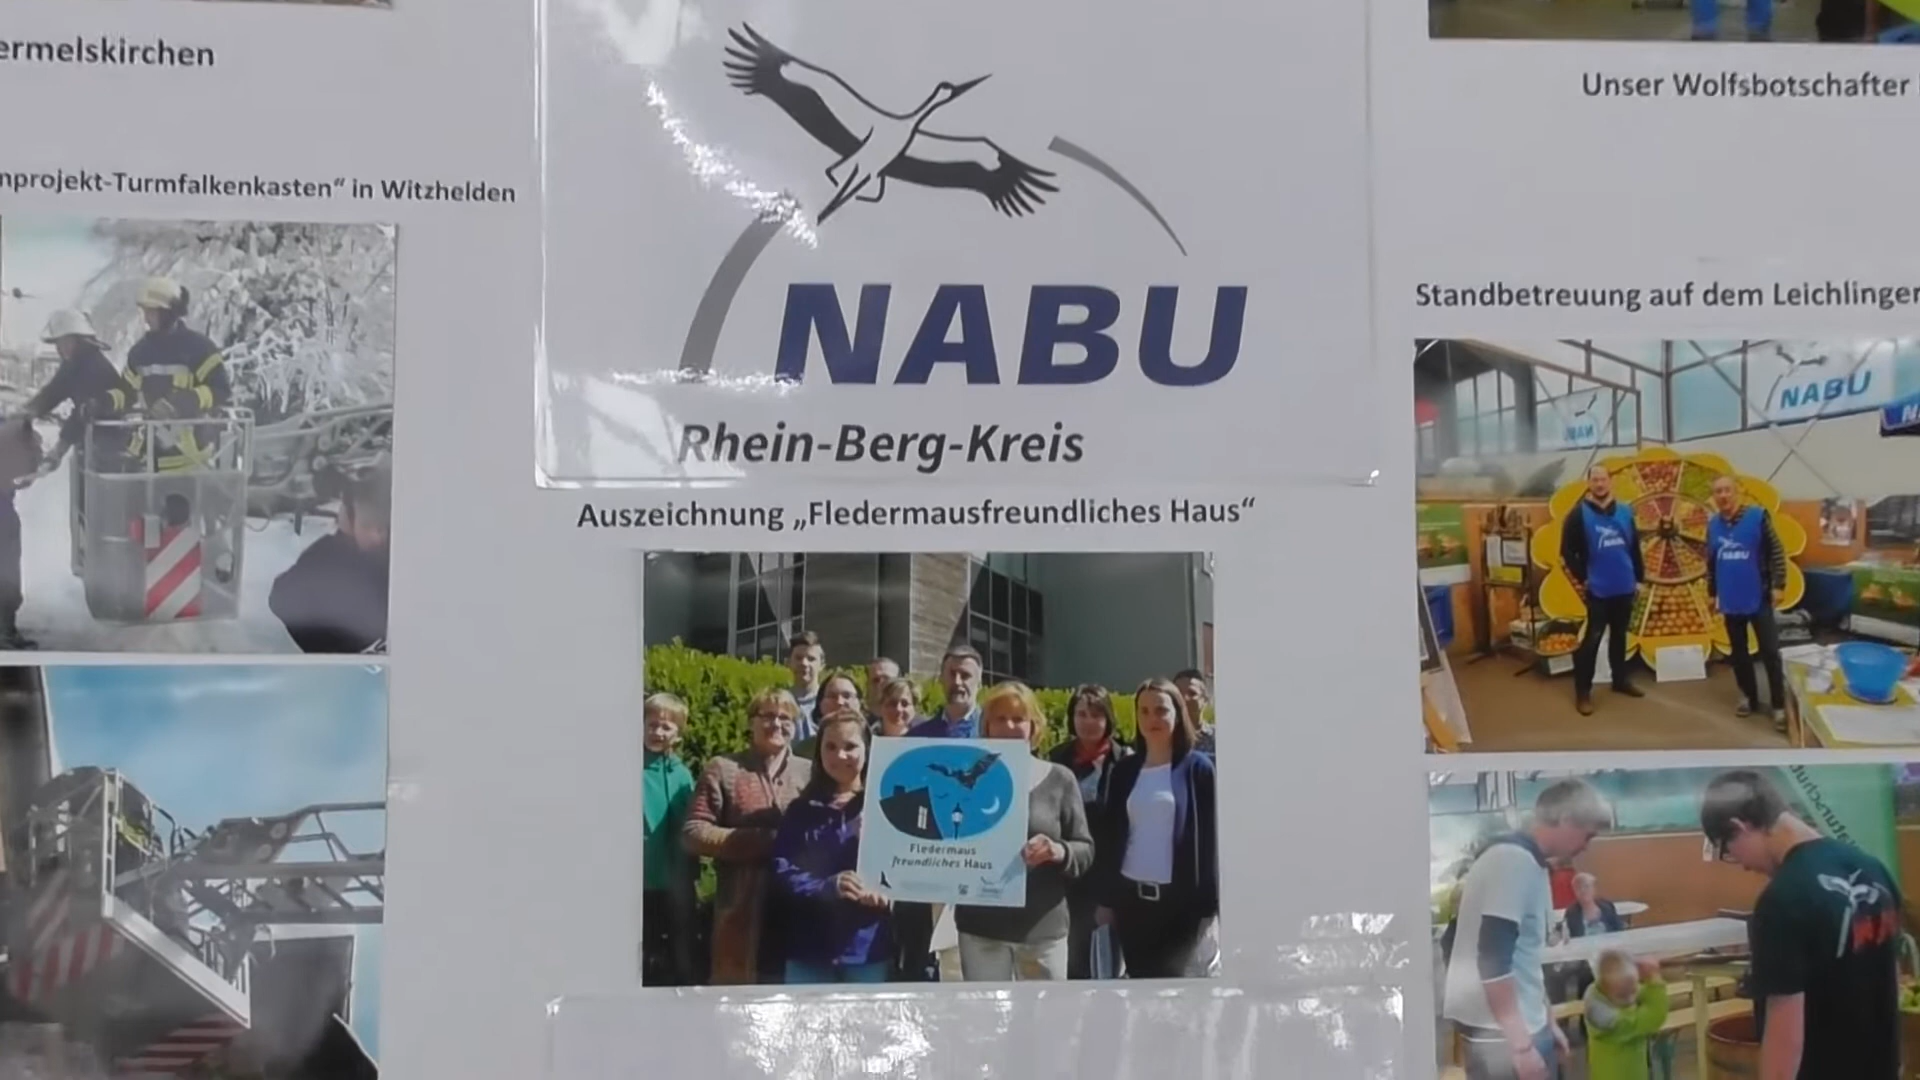 ermelskirchen
nprojekt-Turmfalkenkasten“ in Witzhelden
NABU
Rhein-Berg-Kreis
Auszeichnung „Fledermausfreundliches Haus“
Fledermaus
freundliches Haus
Unser Wolfsbotschafter
Standbetreuung auf dem Leichlinger
NABU
NABU
NABU
NABU